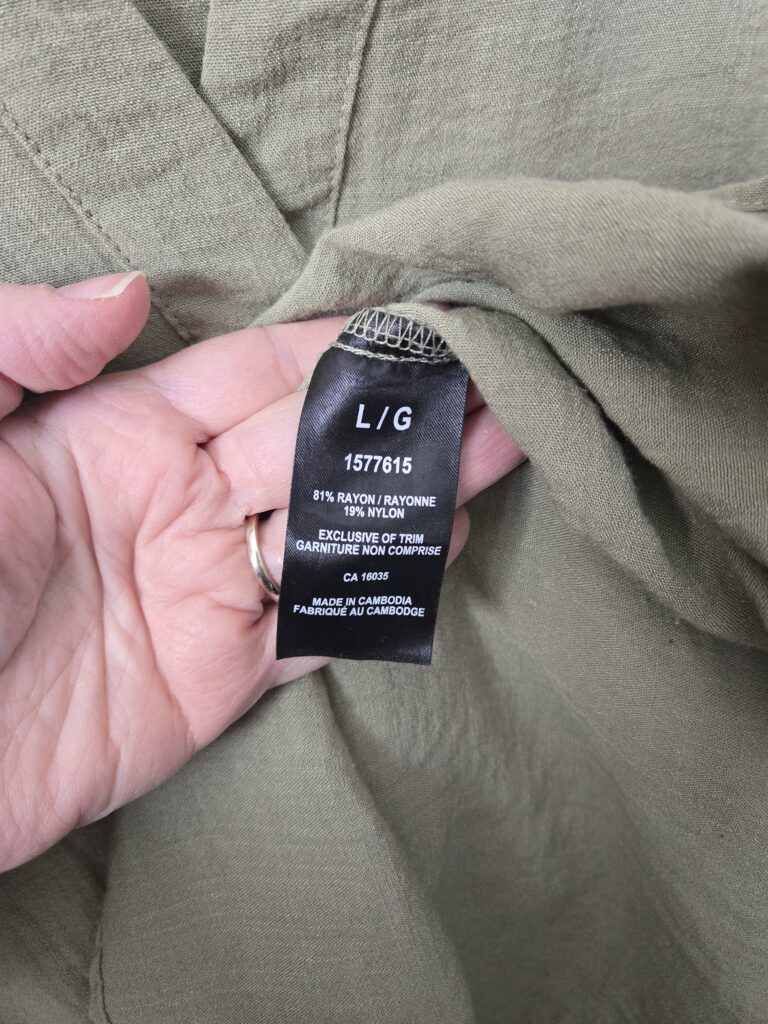 L / G
1577615
81% RAYON / RAYONNE
19% NYLON
EXCLUSIVE OF TRIM
GARNITURE NON COMPRISE
CA 16035
MADE IN CAMBODIA
FABRIQUÉ AU CAMBODGE